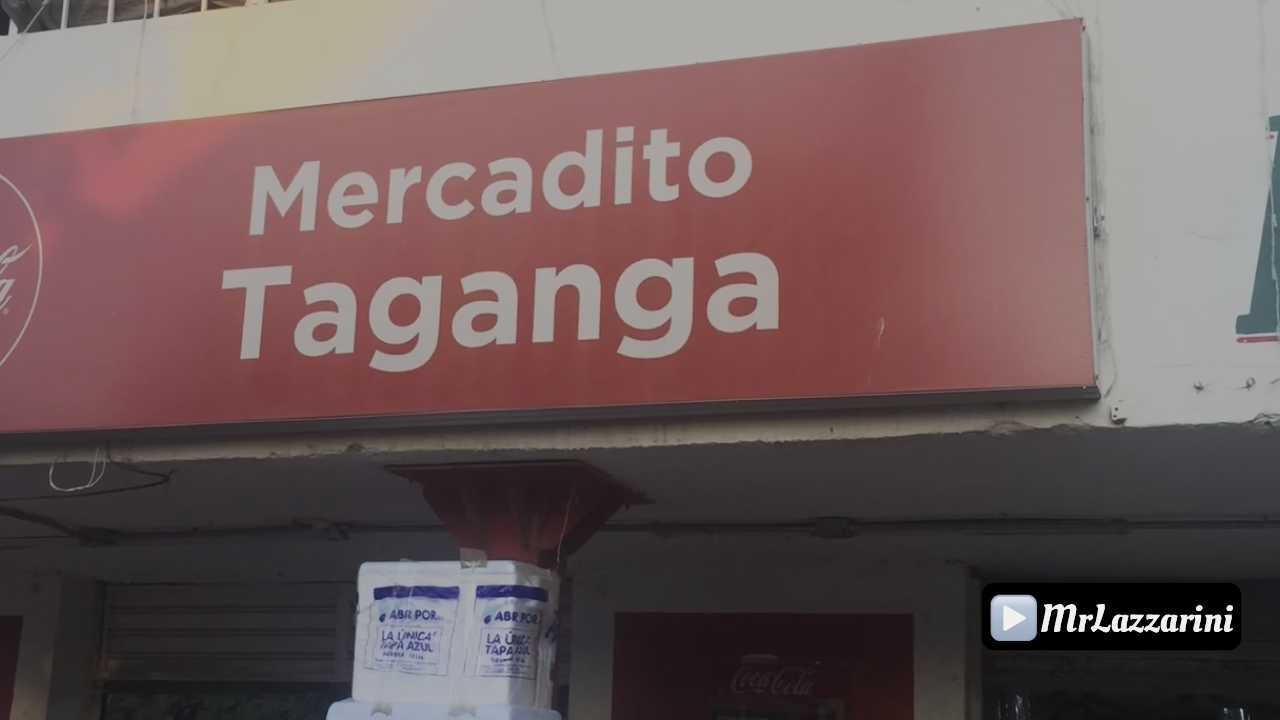 Mercadito
Taganga
ABR POR
LA ÚNICA
TAPA AZUL
ABR POR
LA ÚNICA
TAPA AZUL
Coca-Cola
MrLazzarini